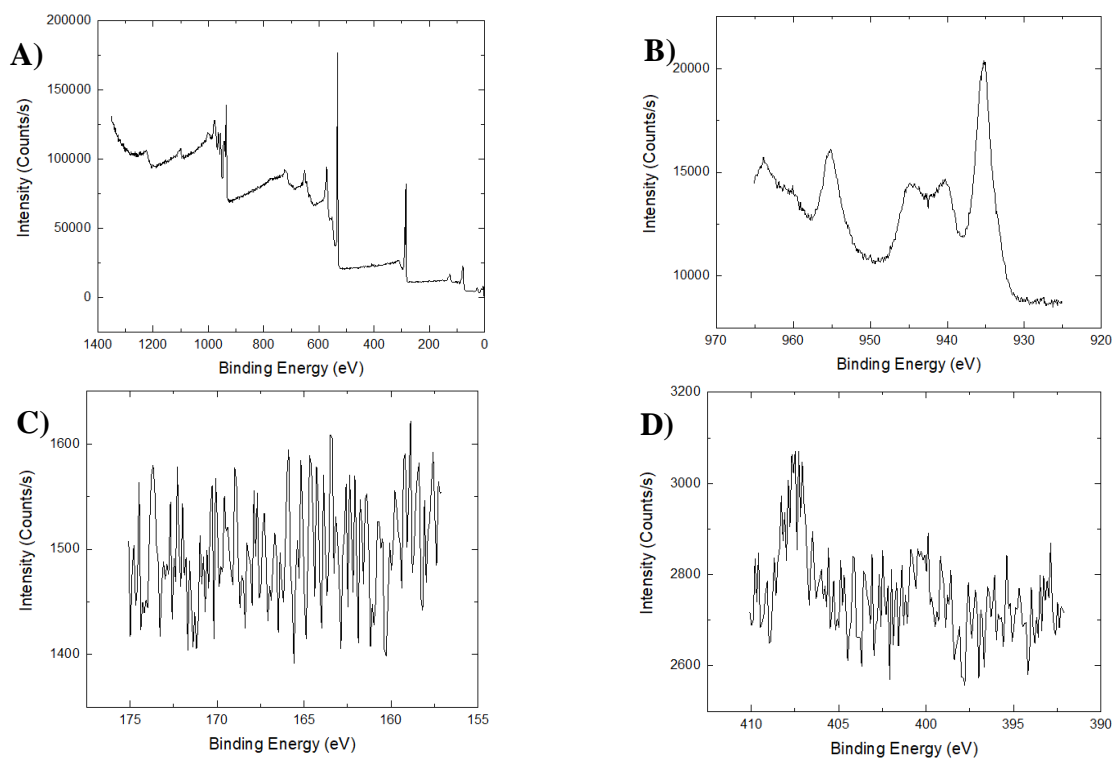 A)
200000
150000
100000
50000
0
Intensity (Counts/s)
1400 1200 1000 800 600 400 200 0
Binding Energy (eV)
B)
20000
15000
10000
Intensity (Counts/s)
970 960 950 940 930 920
Binding Energy (eV)
C)
1600
1500
1400
Intensity (Counts/s)
175 170 165 160 155
Binding Energy (eV)
D)
3200
3000
2800
2600
Intensity (Counts/s)
410 405 400 395 390
Binding Energy (eV)